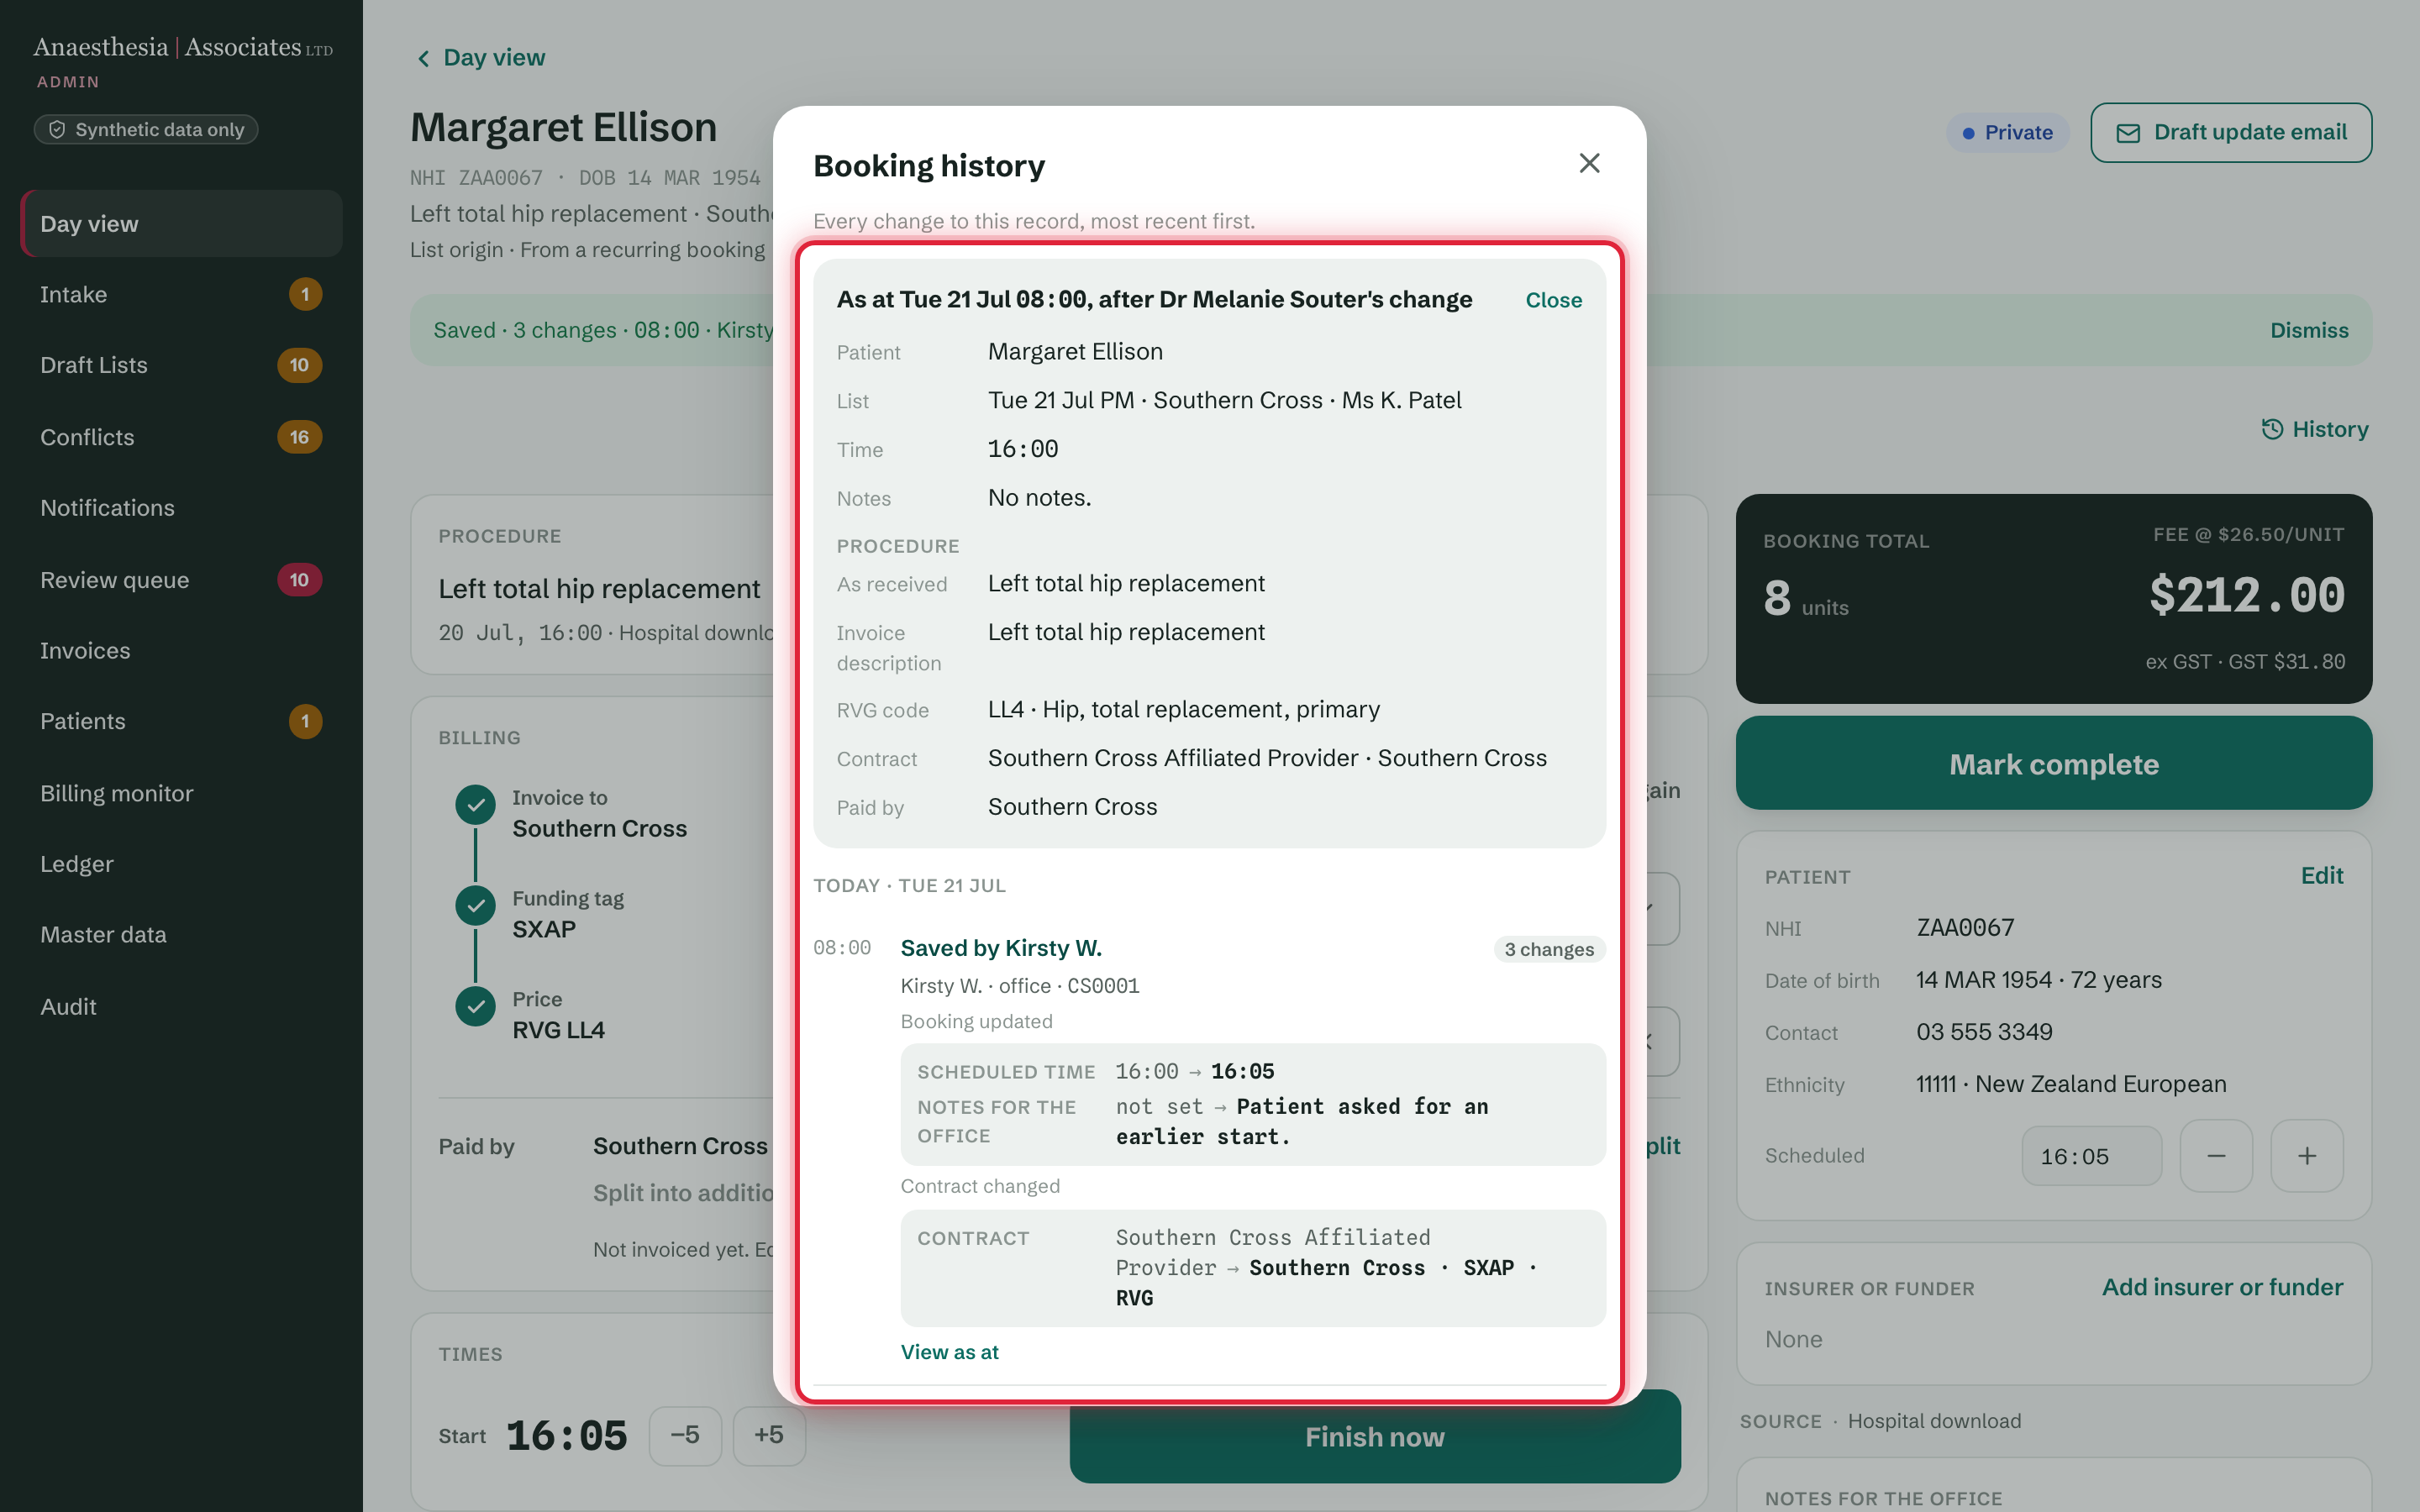 Anaesthesia | Associates LTD
ADMIN
Synthetic data only
Day view
Intake 1
Draft Lists 10
Conflicts 16
Notifications
Review queue 10
Invoices
Patients 1
Billing monitor
Ledger
Master data
Audit
Day view
Margaret Ellison
NHI ZAA0067 · DOB 14 MAR 1954
Left total hip replacement ·
List origin · From a recurring booking
Private
Draft update email
Saved · 3 changes · 08:00 · Kirsty
Dismiss
History
PROCEDURE
Left total hip replacement
20 Jul, 16:00 · Hospital
BILLING
Invoice to
Southern Cross
Funding tag
SXAP
Price
RVG LL4
Paid by Southern Cross
Split into
Not invoiced yet.
TIMES
Start 16:05 −5 +5
Finish now
Booking history
Every change to this record, most recent first.
As at Tue 21 Jul 08:00, after Dr Melanie Souter's change Close
Patient Margaret Ellison
List Tue 21 Jul PM · Southern Cross · Ms K. Patel
Time 16:00
Notes No notes.
PROCEDURE
As received Left total hip replacement
Invoice description Left total hip replacement
RVG code LL4 · Hip, total replacement, primary
Contract Southern Cross Affiliated Provider · Southern Cross
Paid by Southern Cross
TODAY · TUE 21 JUL
08:00 Saved by Kirsty W. 3 changes
Kirsty W. · office · CS0001
Booking updated
SCHEDULED TIME 16:00 → 16:05
NOTES FOR THE OFFICE not set → Patient asked for an
earlier start.
Contract changed
CONTRACT Southern Cross Affiliated
Provider → Southern Cross · SXAP ·
RVG
View as at
BOOKING TOTAL FEE @ $26.50/UNIT
8 units $212.00
ex GST · GST $31.80
Mark complete
PATIENT Edit
NHI ZAA0067
Date of birth 14 MAR 1954 · 72 years
Contact 03 555 3349
Ethnicity 11111 · New Zealand European
Scheduled 16:05 − +
INSURER OR FUNDER Add insurer or funder
None
SOURCE · Hospital download
NOTES FOR THE OFFICE